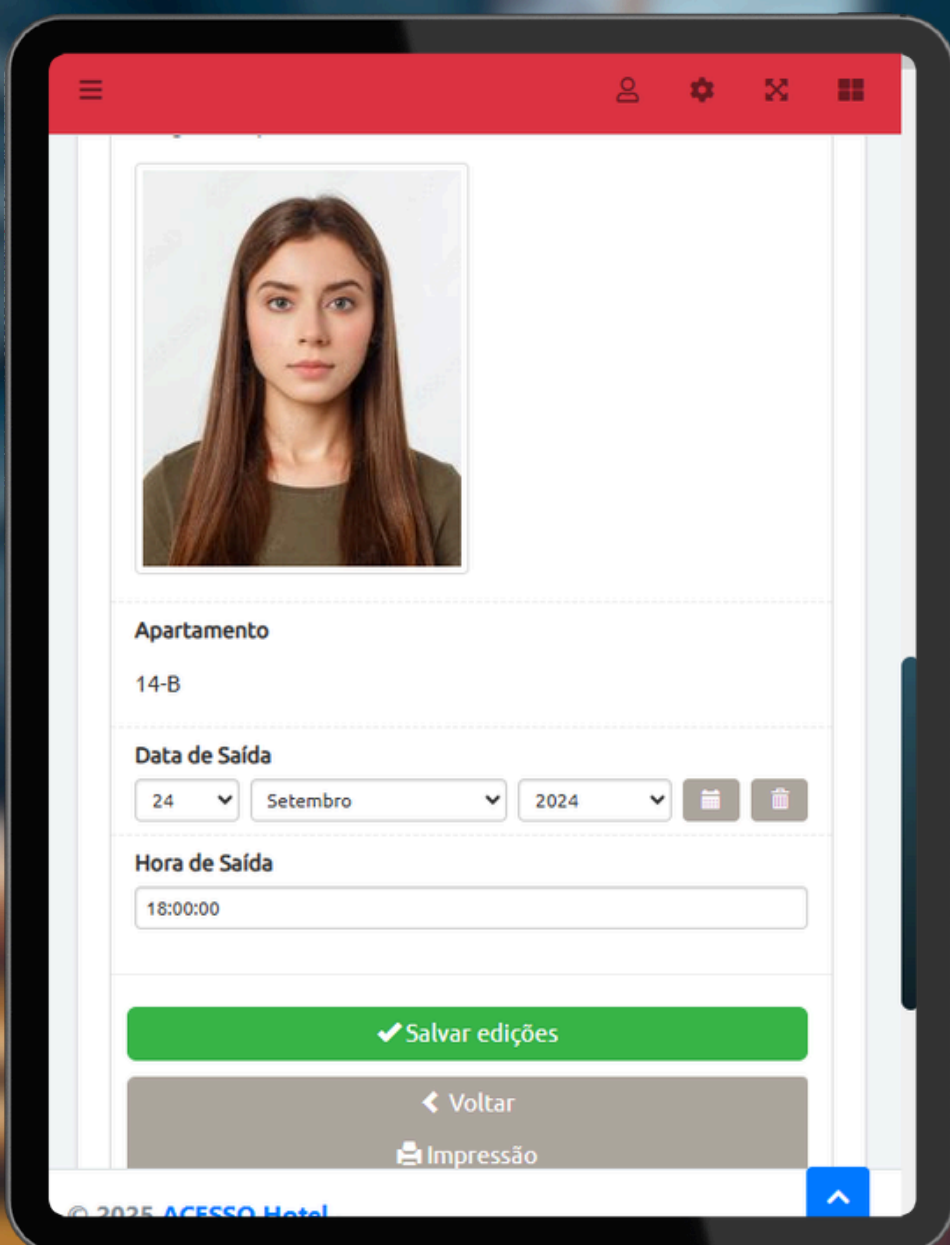 Apartamento
14-B
Data de Saída
24 Setembro 2024
Hora de Saída
18:00:00
Salvar edições
Voltar
Impressão
© 2025 ACESSO Hotel